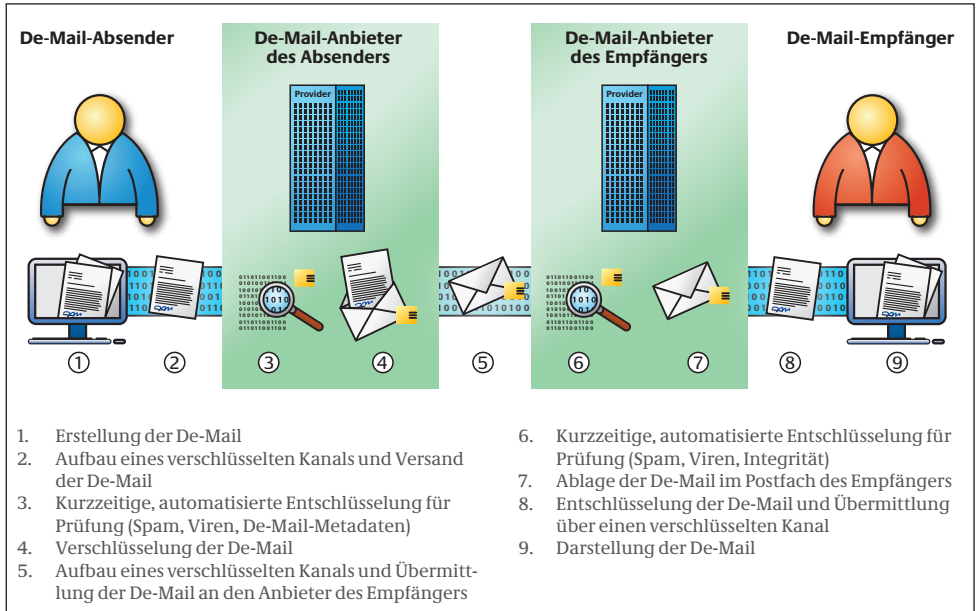 De-Mail-Absender
De-Mail-Anbieter
des Absenders
De-Mail-Anbieter
des Empfängers
De-Mail-Empfänger
Provider
Provider
1
2
3
4
5
6
7
8
9
1. Erstellung der De-Mail
2. Aufbau eines verschlüsselten Kanals und Versand
der De-Mail
3. Kurzzeitige, automatisierte Entschlüsselung für
Prüfung (Spam, Viren, De-Mail-Metadaten)
4. Verschlüsselung der De-Mail
5. Aufbau eines verschlüsselten Kanals und Übermitt-
lung der De-Mail an den Anbieter des Empfängers
6. Kurzzeitige, automatisierte Entschlüsselung für
Prüfung (Spam, Viren, Integrität)
7. Ablage der De-Mail im Postfach des Empfängers
8. Entschlüsselung der De-Mail und Übermittlung
über einen verschlüsselten Kanal
9. Darstellung der De-Mail